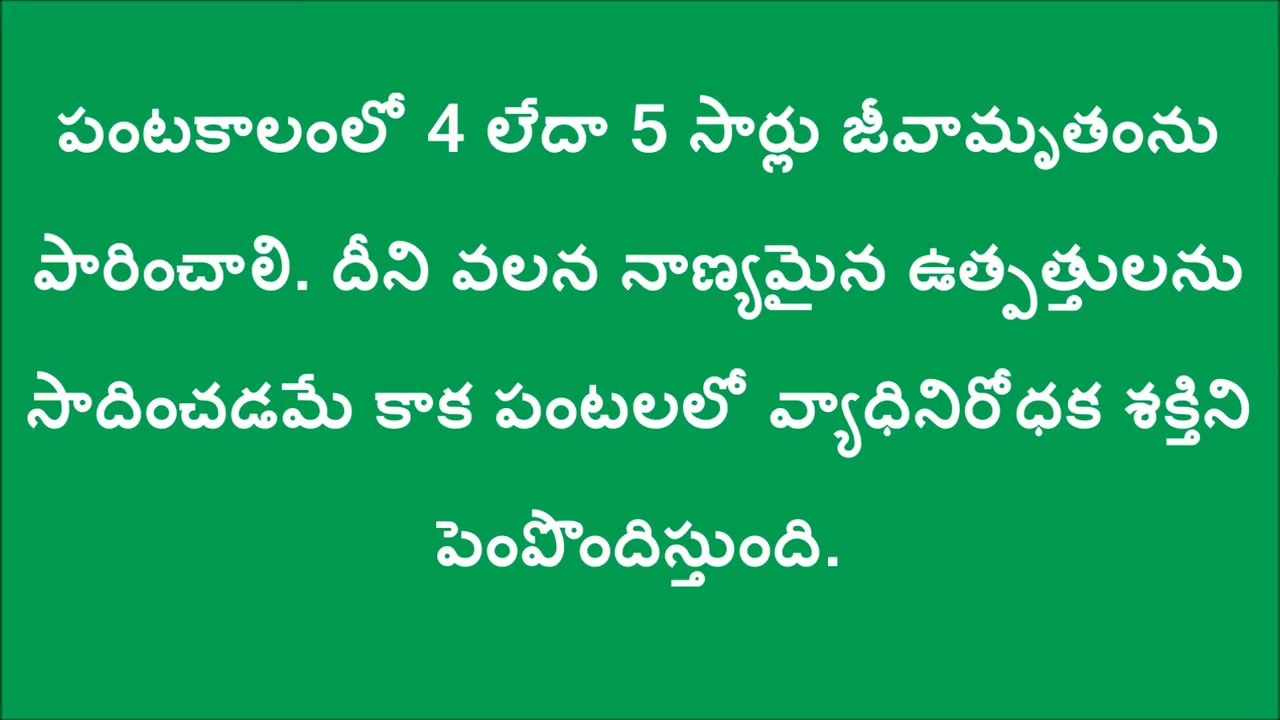 పంటకాలంలో 4 లేదా 5 సార్లు జీవామృతంను
పారించాలి. దీని వలన నాణ్యమైన ఉత్పత్తులను
సాదించడమే కాక పంటలలో వ్యాధినిరోధక శక్తిని
పెంపొందిస్తుంది.